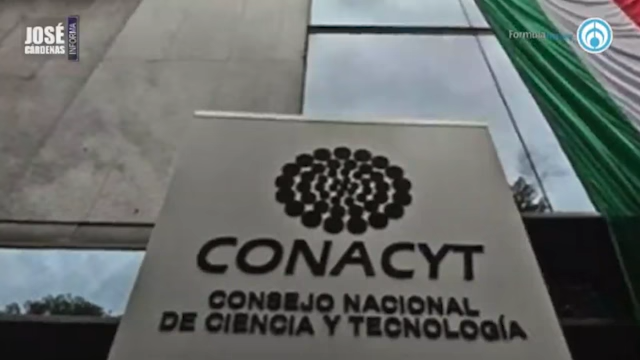 JOSÉ
CÁRDENAS
INFORMA
Formula
CONACYT
CONSEJO NACIONAL
DE CIENCIA Y TECNOLOGÍA